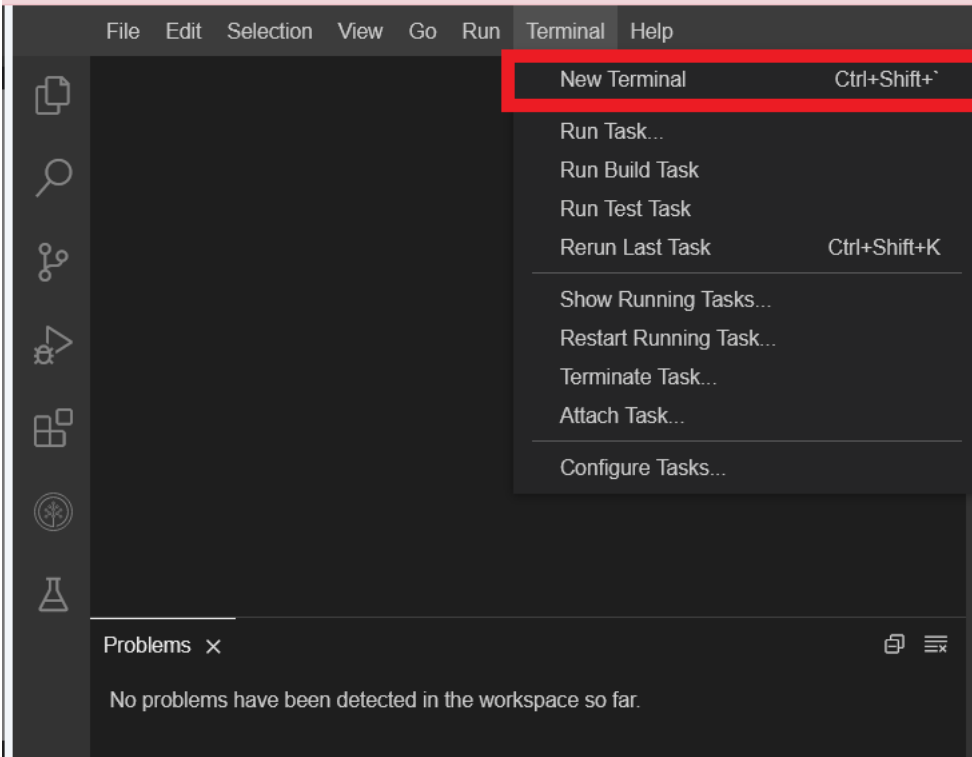 File Edit Selection View Go Run Terminal Help
New Terminal Ctrl+Shift+`
Run Task...
Run Build Task
Run Test Task
Rerun Last Task Ctrl+Shift+K
Show Running Tasks...
Restart Running Task...
Terminate Task...
Attach Task...
Configure Tasks...
Problems
No problems have been detected in the workspace so far.